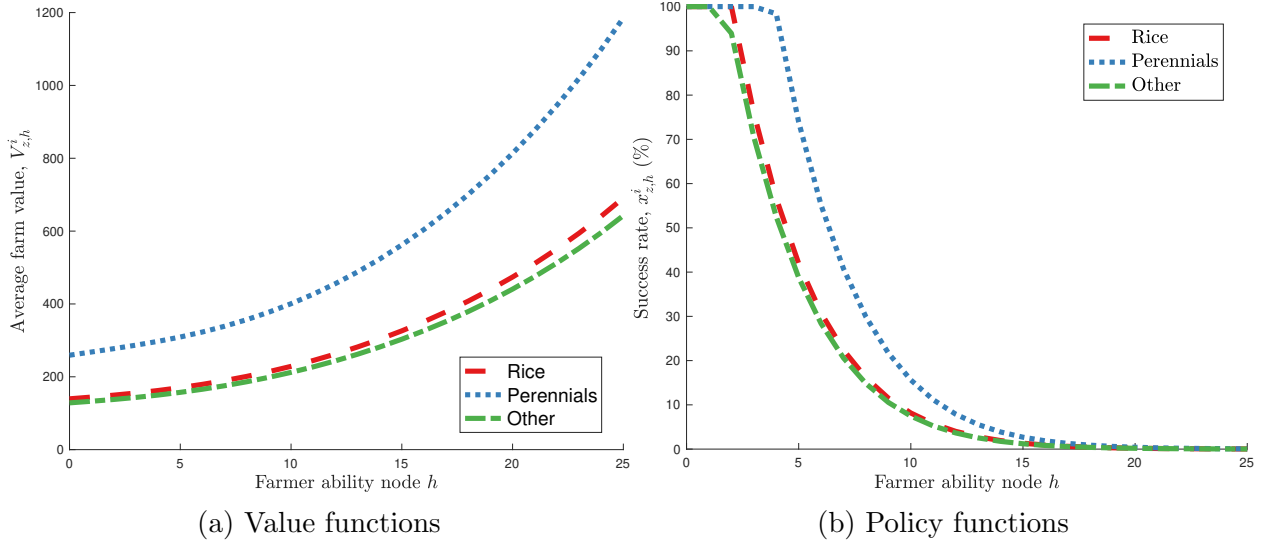 1200
1000
800
600
400
200
0
Average farm value, $V^i_{z,h}$
Rice
Perennials
Other
0 5 10 15 20 25
Farmer ability node $h$
(a) Value functions
100
90
80
70
60
50
40
30
20
10
0
Success rate, $x^i_{z,h}$ (%)
Rice
Perennials
Other
0 5 10 15 20 25
Farmer ability node $h$
(b) Policy functions